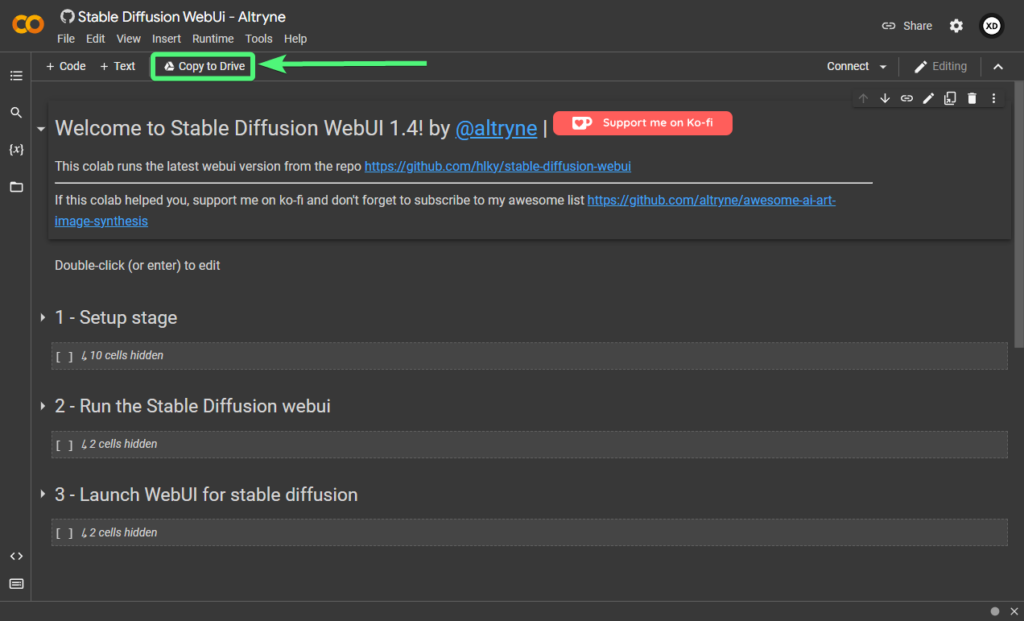 Stable Diffusion WebUi - Altryne
File Edit View Insert Runtime Tools Help
Share
XD
+ Code + Text Copy to Drive
Connect
Editing
{x}
Welcome to Stable Diffusion WebUI 1.4! by @altryne | Support me on Ko-fi
This colab runs the latest webui version from the repo https://github.com/hlky/stable-diffusion-webui
If this colab helped you, support me on ko-fi and don't forget to subscribe to my awesome list https://github.com/altryne/awesome-ai-art-
image-synthesis
Double-click (or enter) to edit
1 - Setup stage
[ ] ↳ 10 cells hidden
2 - Run the Stable Diffusion webui
[ ] ↳ 2 cells hidden
3 - Launch WebUI for stable diffusion
[ ] ↳ 2 cells hidden